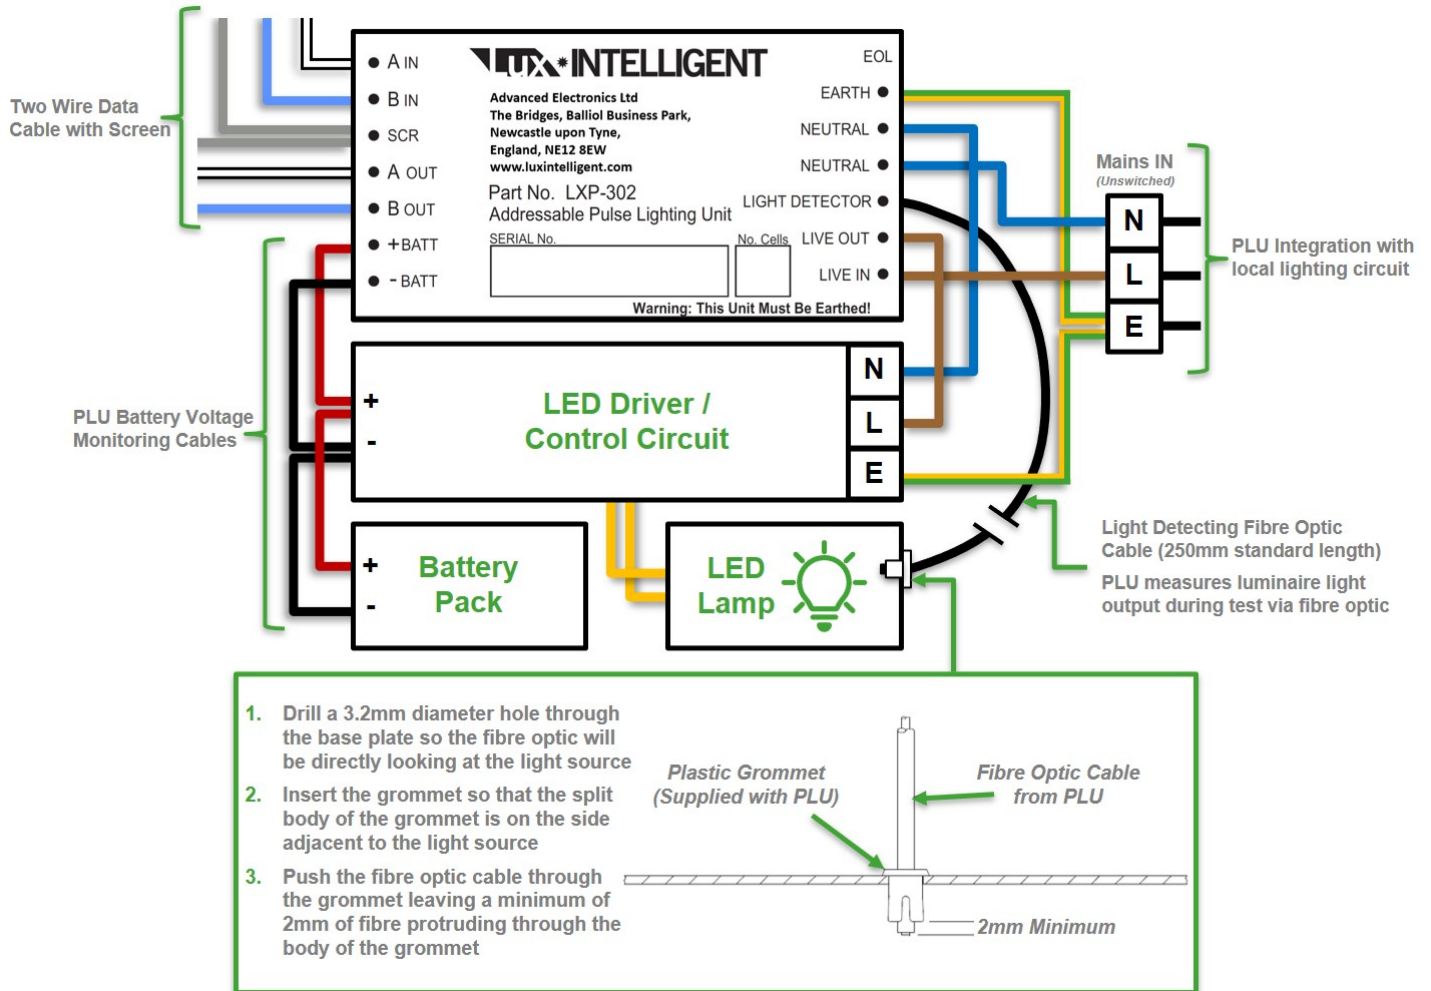 Two Wire Data
Cable with Screen
A IN
B IN
SCR
A OUT
B OUT
+BATT
- BATT
Lux INTELLIGENT
Advanced Electronics Ltd
The Bridges, Balliol Business Park,
Newcastle upon Tyne,
England, NE12 8EW
www.luxintelligent.com
Part No. LXP-302
Addressable Pulse Lighting Unit
SERIAL No.
No. Cells
Warning: This Unit Must Be Earthed!
EOL
EARTH
NEUTRAL
NEUTRAL
LIGHT DETECTOR
LIVE OUT
LIVE IN
Mains IN
(Unswitched)
N
L
E
PLU Integration with
local lighting circuit
PLU Battery Voltage
Monitoring Cables
+
-
LED Driver /
Control Circuit
N
L
E
+
-
Battery
Pack
LED
Lamp
Light Detecting Fibre Optic
Cable (250mm standard length)
PLU measures luminaire light
output during test via fibre optic
1. Drill a 3.2mm diameter hole through
the base plate so the fibre optic will
be directly looking at the light source
2. Insert the grommet so that the split
body of the grommet is on the side
adjacent to the light source
3. Push the fibre optic cable through
the grommet leaving a minimum of
2mm of fibre protruding through the
body of the grommet
Plastic Grommet
(Supplied with PLU)
Fibre Optic Cable
from PLU
2mm Minimum